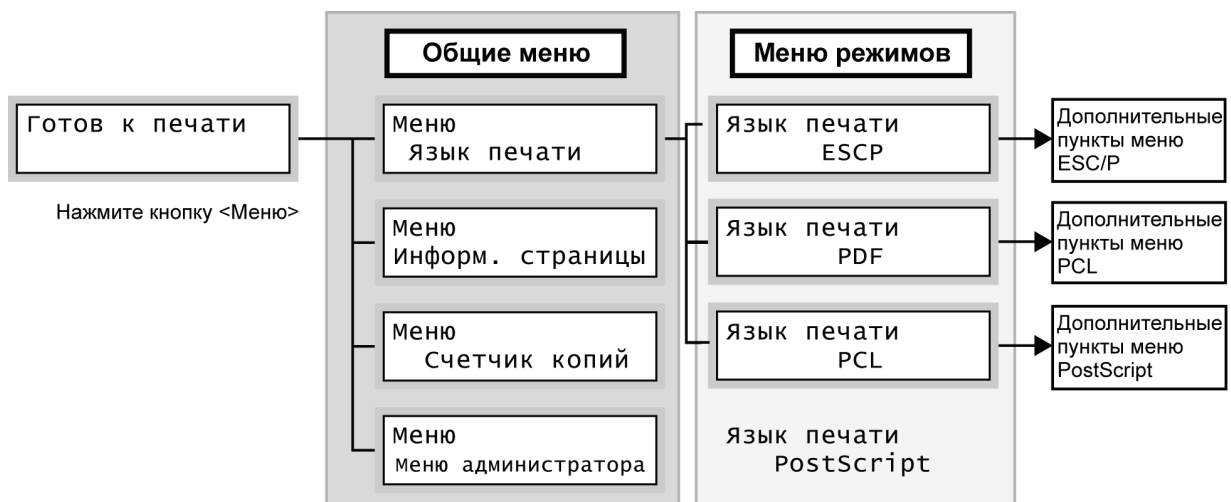 Общие меню
Меню режимов
Готов к печати
Нажмите кнопку <Меню>
Меню
Язык печати
Меню
Информ. страницы
Меню
Счетчик копий
Меню
Меню администратора
Язык печати
ESCP
Язык печати
PDF
Язык печати
PCL
Язык печати
PostScript
Дополнительные
пункты меню
ESC/P
Дополнительные
пункты меню
PCL
Дополнительные
пункты меню
PostScript